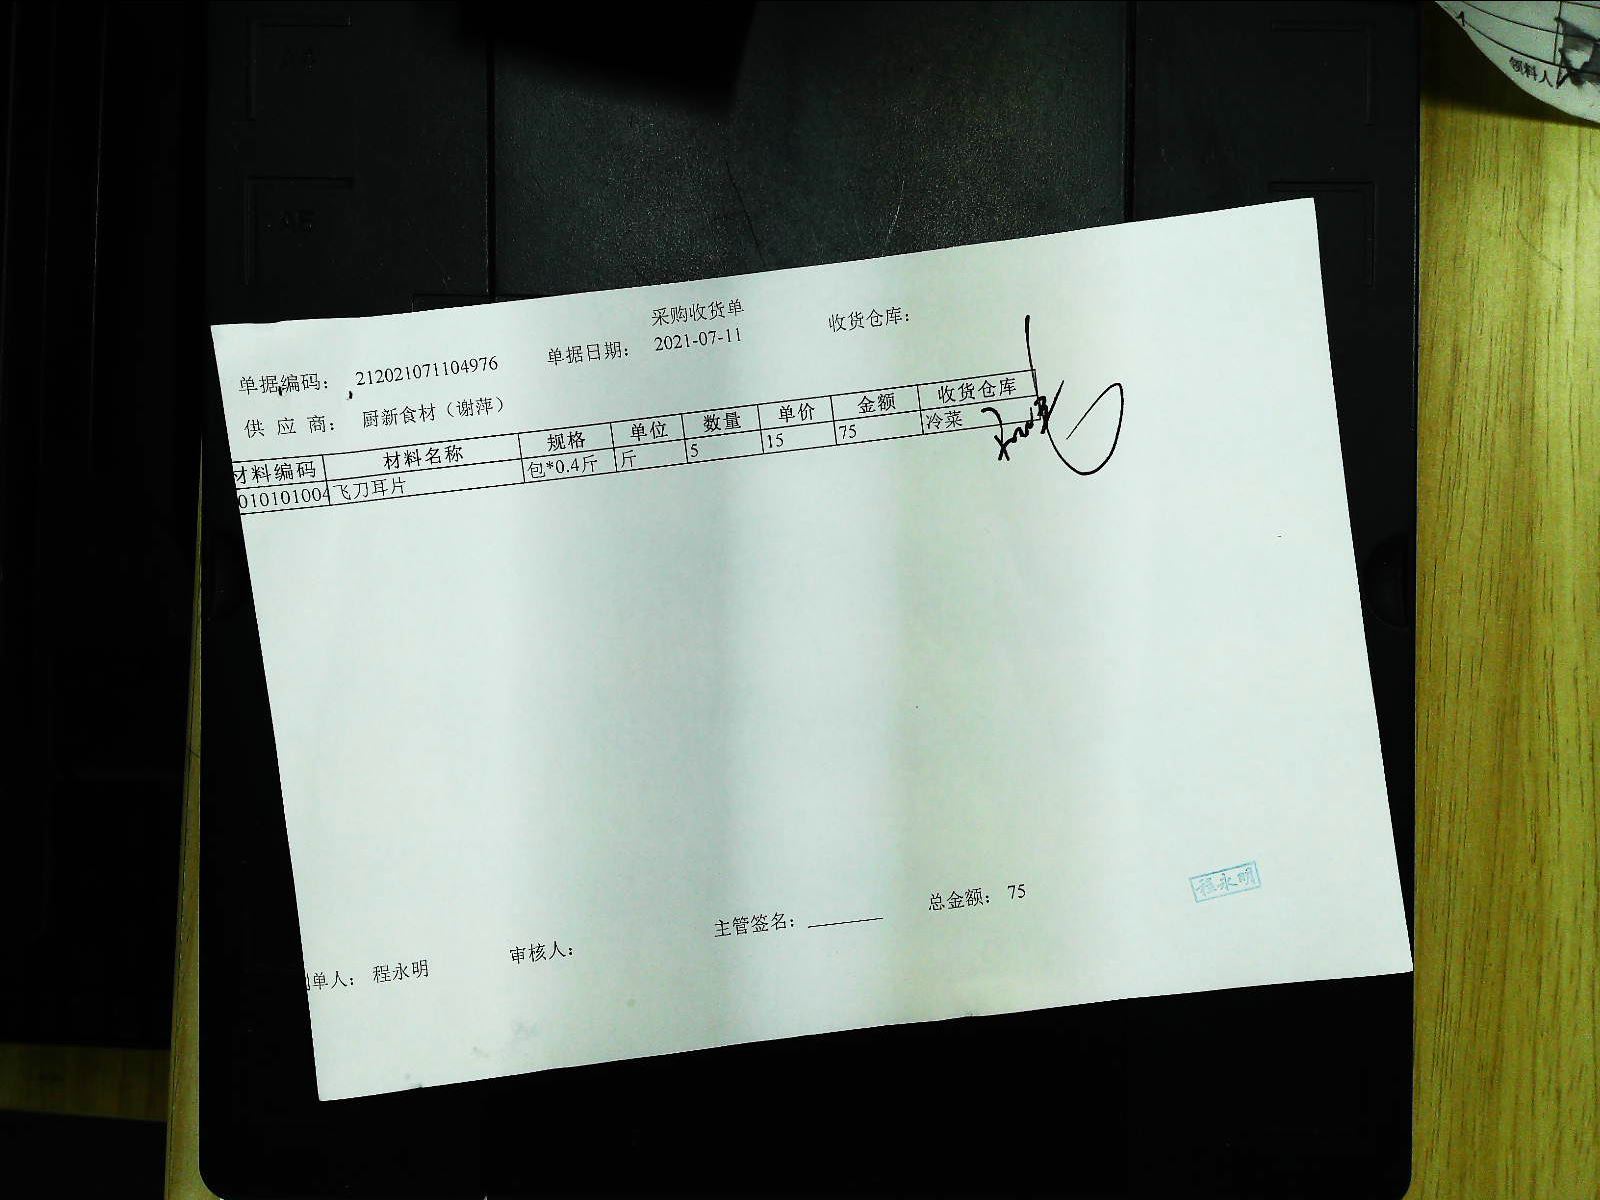 领料人
采购收货单
单据编码： 212021071104976 单据日期： 2021-07-11 收货仓库：
供 应 商： 厨新食材（谢萍）
材料编码 材料名称 规格 单位 数量 单价 金额 收货仓库
010101004 飞刀耳片 包*0.4斤 斤 5 15 75 冷菜
单人： 程永明 审核人： 主管签名： 总金额： 75
程永明